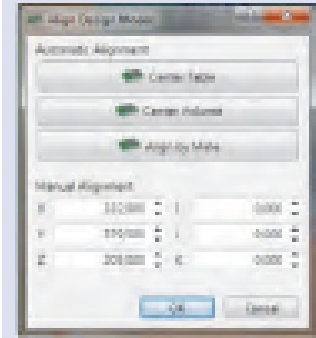 Align Design Model
Automatic Alignment
Center Table
Center Volume
Align by Mate
Manual Alignment
X I 0.000
Y J 0.000
Z K 0.000
OK Cancel